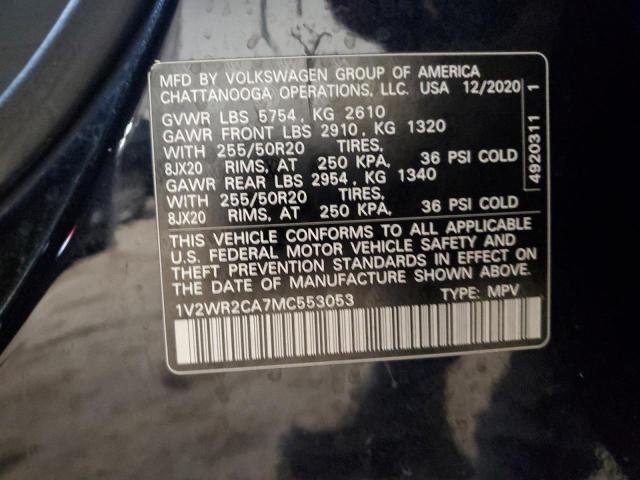 MFD BY VOLKSWAGEN GROUP OF AMERICA
CHATTANOOGA OPERATIONS, LLC. USA 12/2020
GVWR LBS 5754, KG 2610
GAWR FRONT LBS 2910, KG 1320
WITH 255/50R20 TIRES,
8JX20 RIMS, AT 250 KPA, 36 PSI COLD
GAWR REAR LBS 2954, KG 1340
WITH 255/50R20 TIRES,
8JX20 RIMS, AT 250 KPA, 36 PSI COLD
THIS VEHICLE CONFORMS TO ALL APPLICABLE
U.S. FEDERAL MOTOR VEHICLE SAFETY AND
THEFT PREVENTION STANDARDS IN EFFECT ON
THE DATE OF MANUFACTURE SHOWN ABOVE.
1V2WR2CA7MC553053 TYPE: MPV
4920311 1